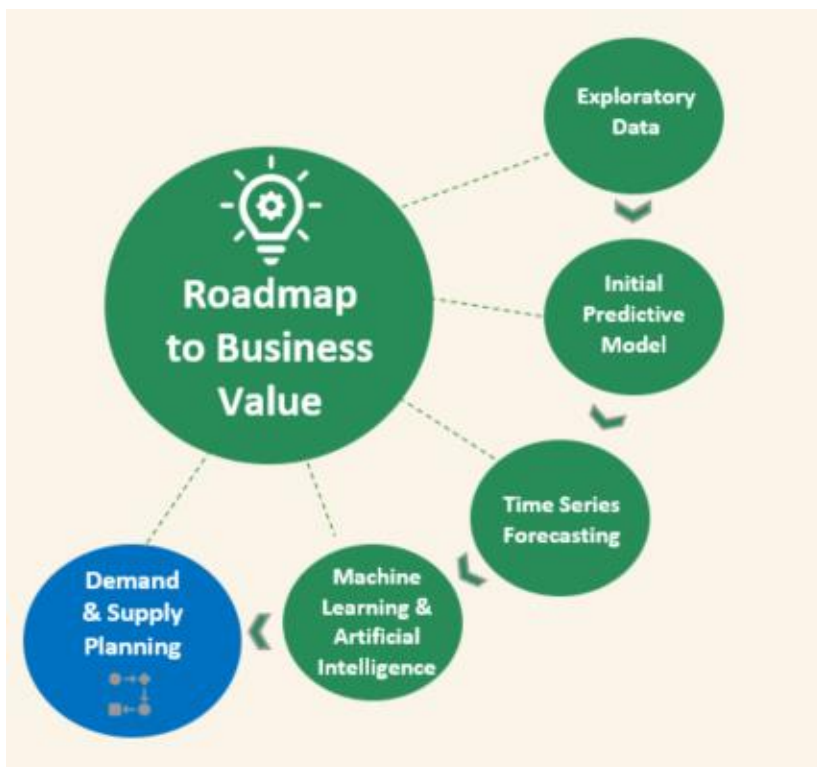 Roadmap
to Business
Value
Exploratory
Data
Initial
Predictive
Model
Time Series
Forecasting
Machine
Learning &
Artificial
Intelligence
Demand
& Supply
Planning